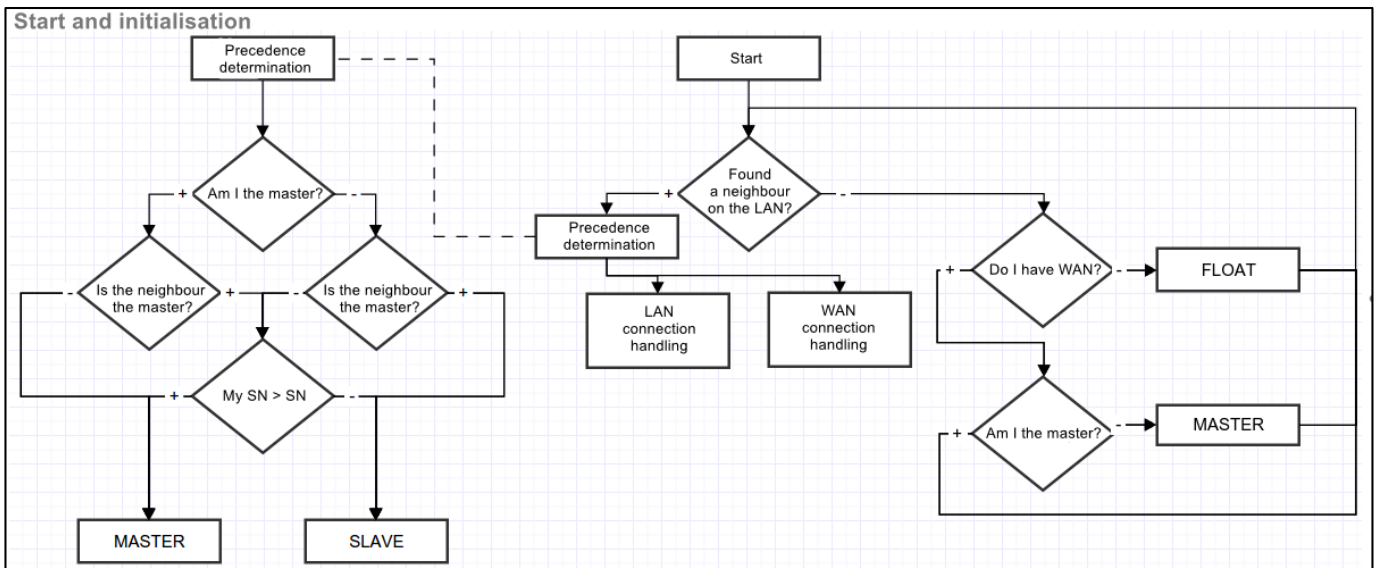 Start and initialisation
Precedence
determination
Start
Am I the master?
+
-
Found
a neighbour
on the LAN?
+
-
Precedence
determination
Is the neighbour
the master?
-
+
Is the neighbour
the master?
-
+
Do I have WAN?
+
-
FLOAT
LAN
connection
handling
WAN
connection
handling
My SN > SN
+
-
Am I the master?
+
-
MASTER
MASTER
SLAVE